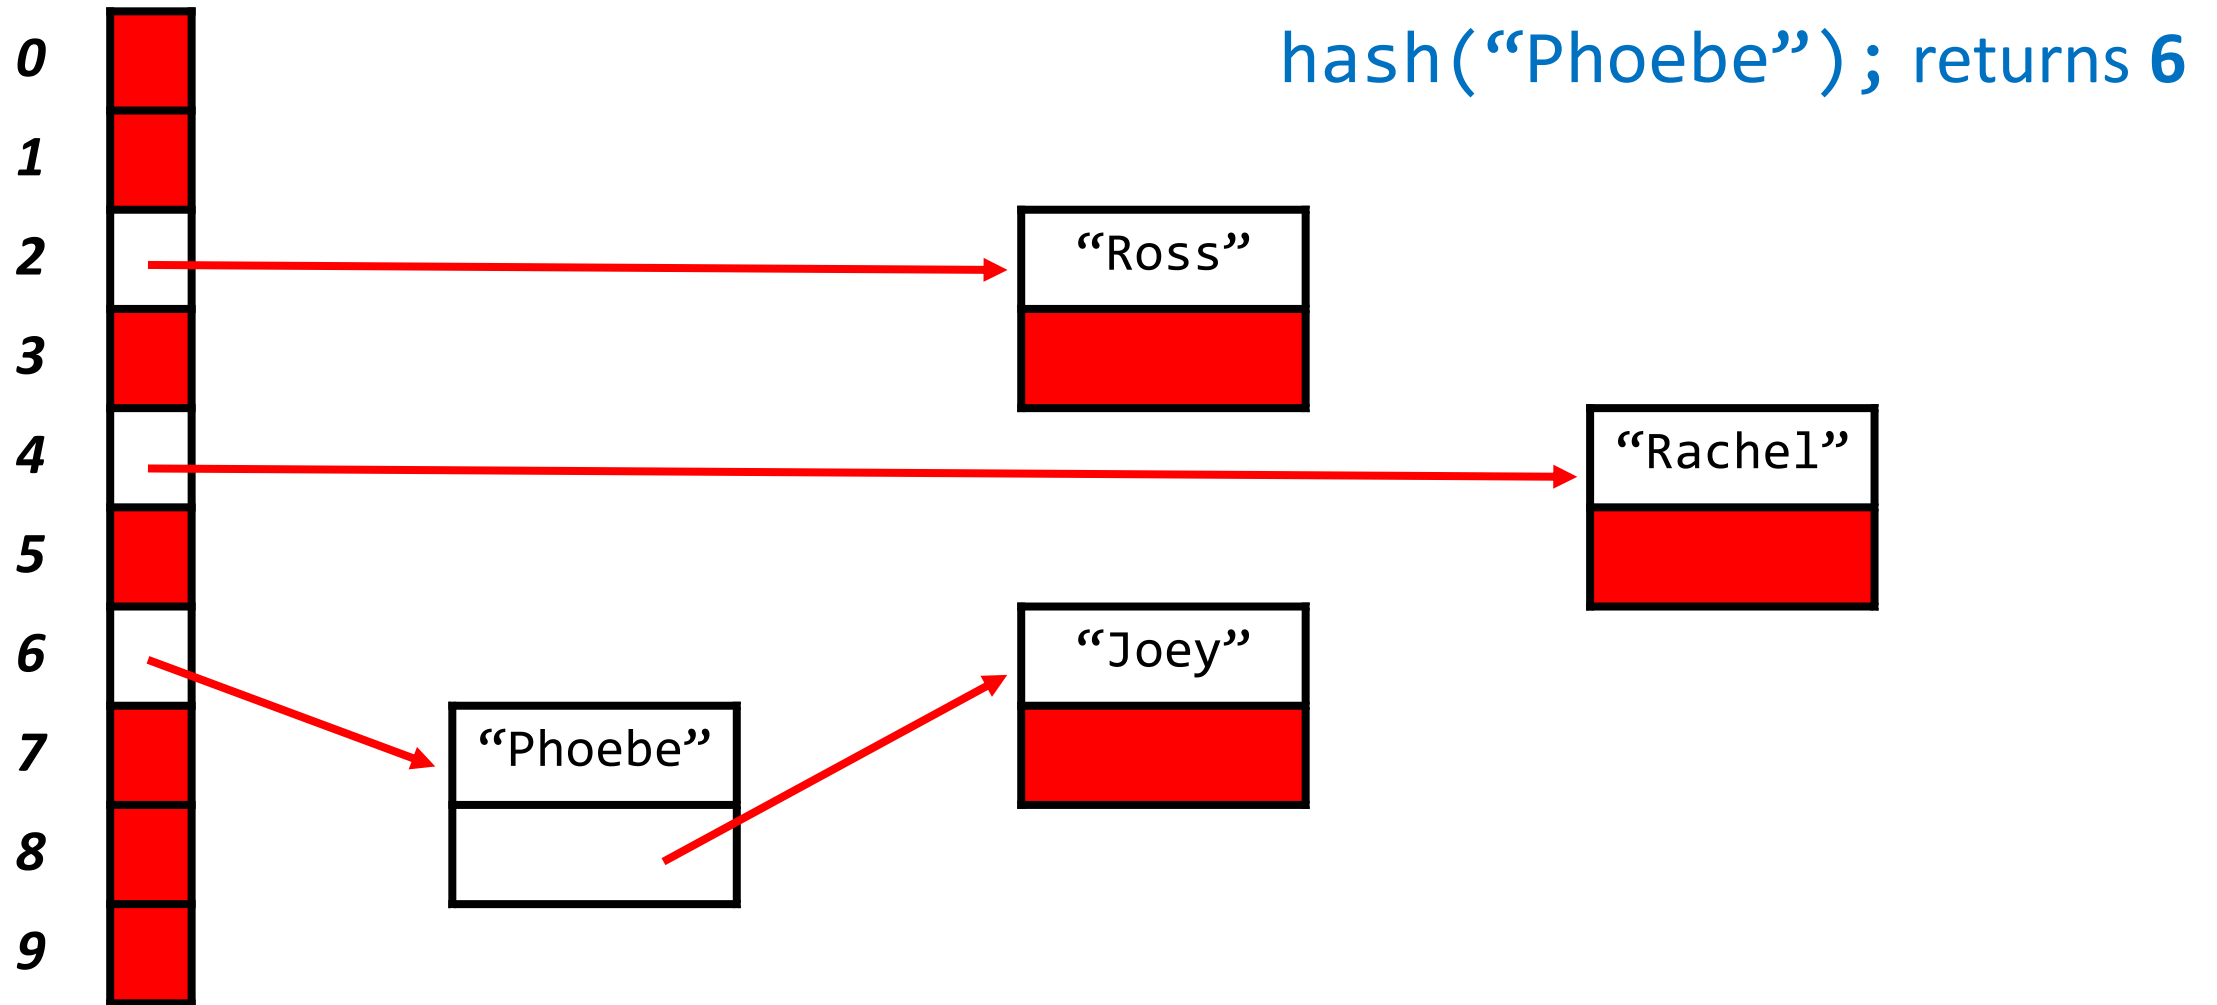 0
hash(“Phoebe”); returns 6
1
2
“Ross”
3
4
“Rachel”
5
6
“Joey”
7
“Phoebe”
8
9